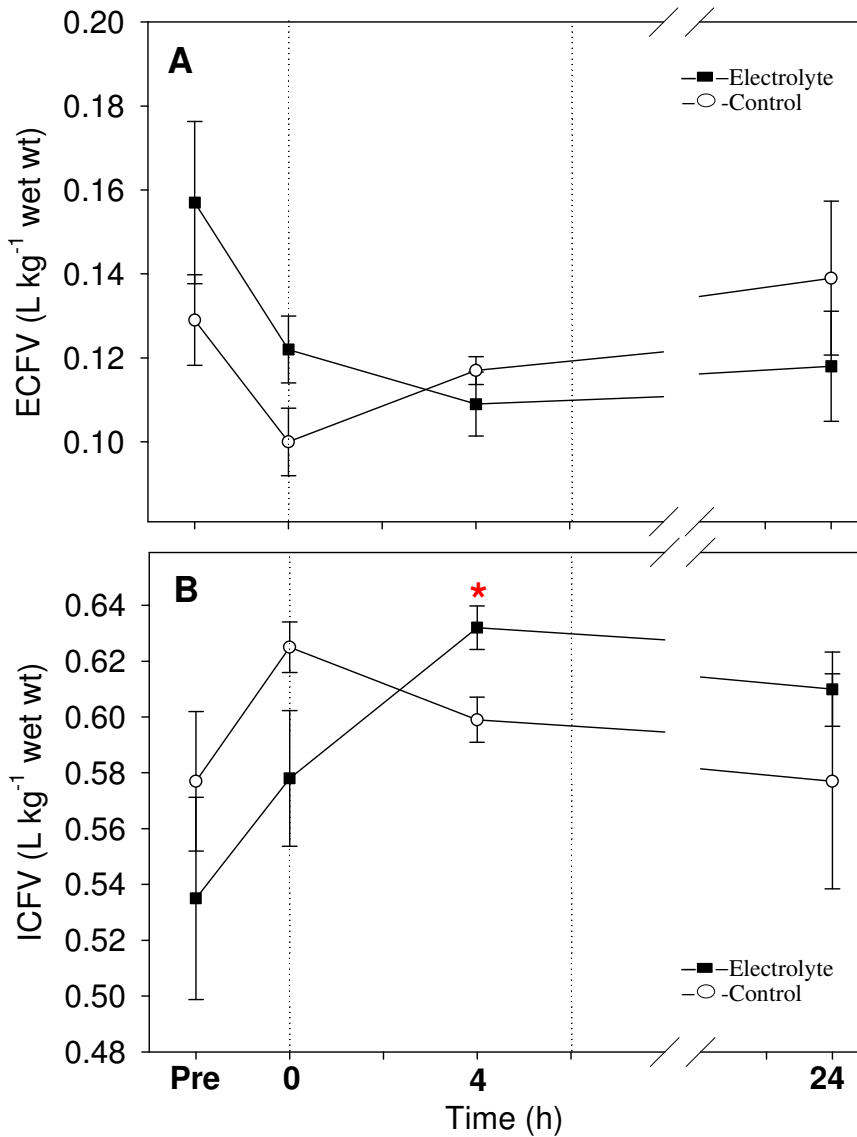 0.20
A
–■–Electrolyte
–○-Control
0.18
0.16
0.14
0.12
0.10
ECFV (L kg⁻¹ wet wt)
B
*
0.64
0.62
0.60
0.58
0.56
0.54
0.52
0.50
0.48
ICFV (L kg⁻¹ wet wt)
–■–Electrolyte
–○-Control
Pre 0 4 24
Time (h)